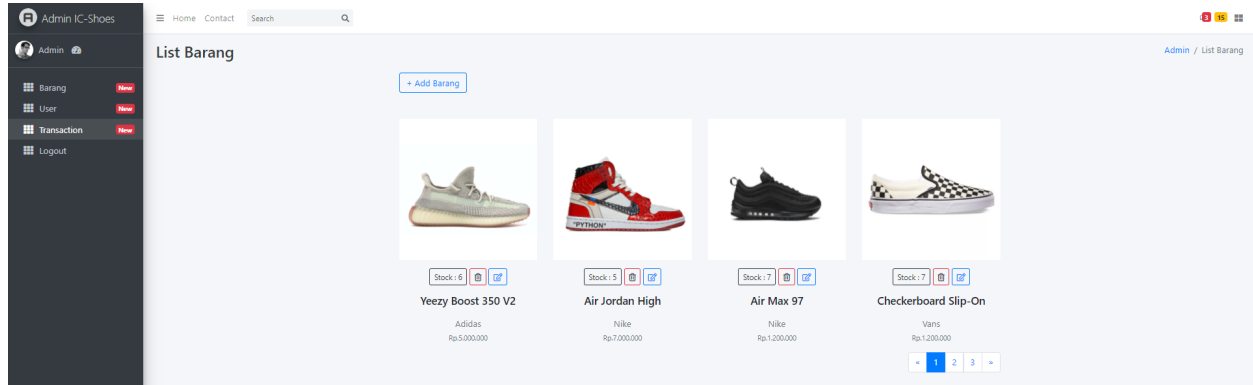 Admin IC-Shoes
Home Contact Search
3 15
Admin
List Barang
Admin / List Barang
Barang New
User New
Transaction New
Logout
+ Add Barang
"PYTHON"
Stock : 6
Stock : 5
Stock : 7
Stock : 7
Yeezy Boost 350 V2
Air Jordan High
Air Max 97
Checkerboard Slip-On
Adidas
Nike
Nike
Vans
Rp.5.000.000
Rp.7.000.000
Rp.1.200.000
Rp.1.200.000
« 1 2 3 »